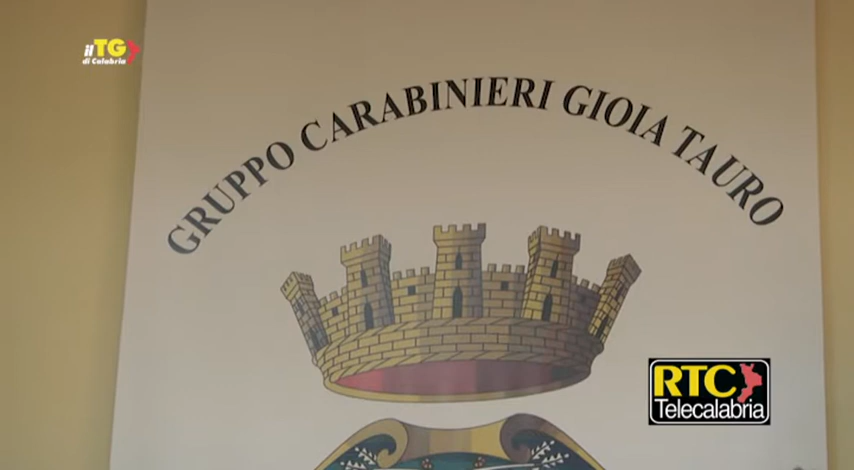 il TG
di Calabria
GRUPPO CARABINIERI GIOIA TAURO
RTC
Telecalabria